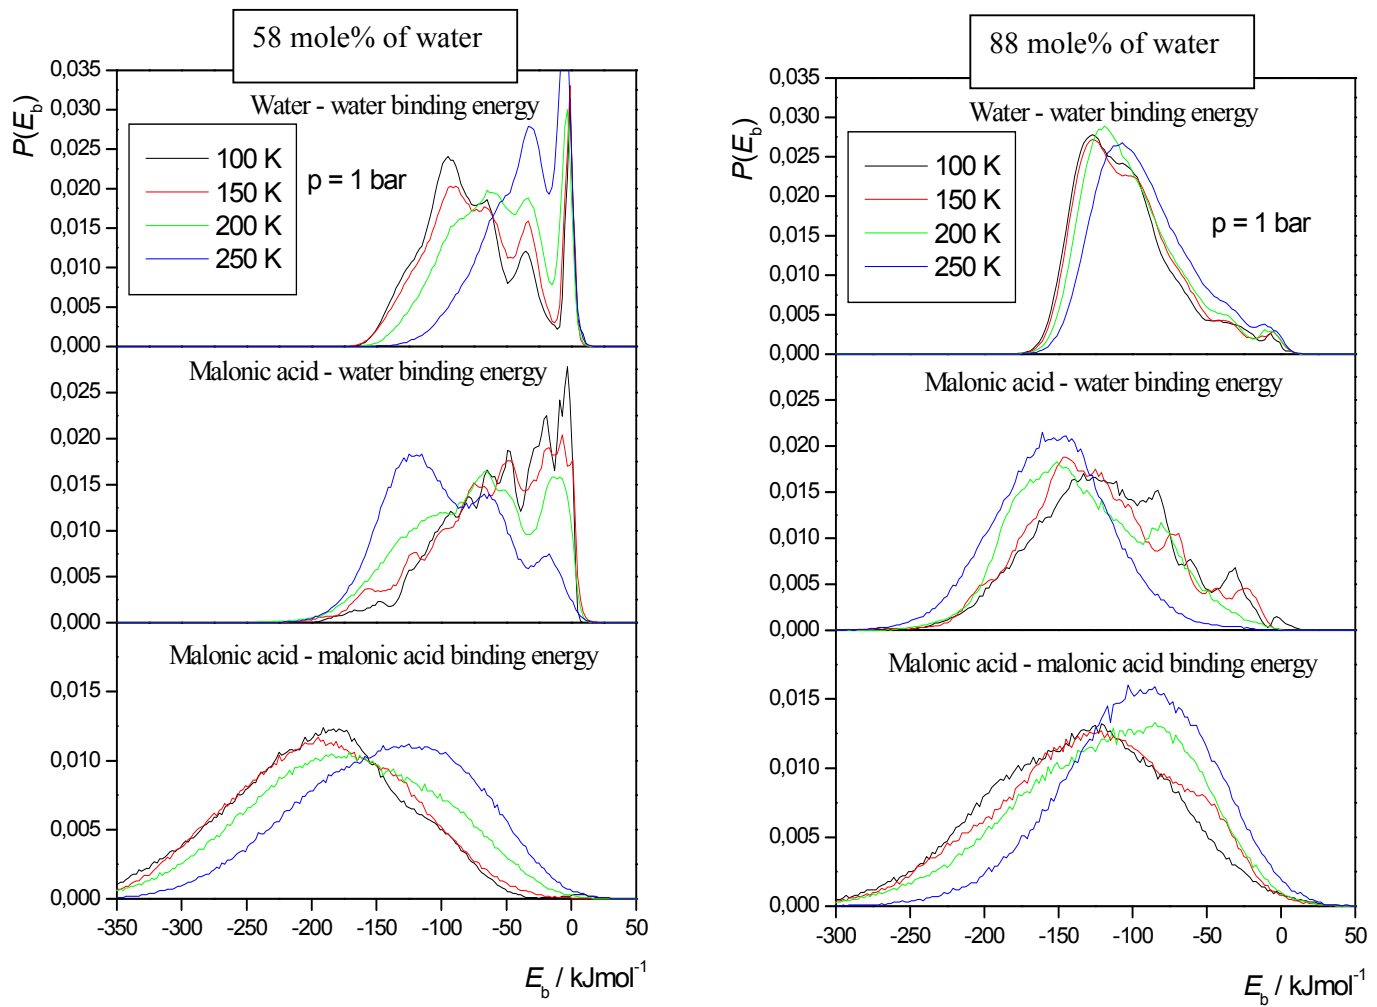 58 mole% of water
0,035
0,030
0,025
0,020
0,015
0,010
0,005
0,000
P(E_b)
Water - water binding energy
100 K
150 K
200 K
250 K
p = 1 bar
Malonic acid - water binding energy
0,025
0,020
0,015
0,010
0,005
0,000
Malonic acid - malonic acid binding energy
0,015
0,010
0,005
0,000
-350 -300 -250 -200 -150 -100 -50 0 50
E_b / kJmol^-1
88 mole% of water
0,035
0,030
0,025
0,020
0,015
0,010
0,005
0,000
P(E_b)
Water - water binding energy
100 K
150 K
200 K
250 K
p = 1 bar
Malonic acid - water binding energy
0,025
0,020
0,015
0,010
0,005
0,000
Malonic acid - malonic acid binding energy
0,015
0,010
0,005
0,000
-300 -250 -200 -150 -100 -50 0 50
E_b / kJmol^-1